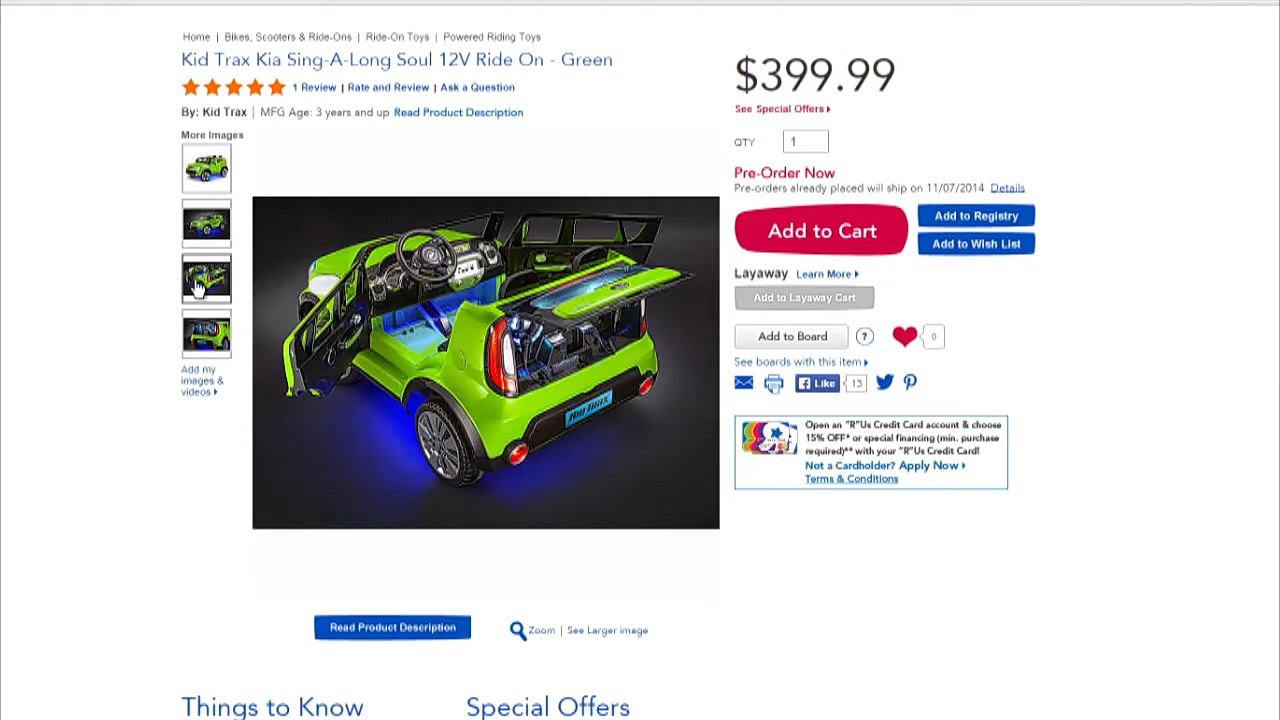 Home | Bikes, Scooters & Ride-Ons | Ride-On Toys | Powered Riding Toys
Kid Trax Kia Sing-A-Long Soul 12V Ride On - Green
1 Review | Rate and Review | Ask a Question
By: Kid Trax | MFG Age: 3 years and up Read Product Description
More Images
Add my
images &
videos
KID TRAX
Read Product Description
Zoom | See Larger image
$399.99
See Special Offers
QTY 1
Pre-Order Now
Pre-orders already placed will ship on 11/07/2014 Details
Add to Cart
Add to Registry
Add to Wish List
Layaway Learn More
Add to Layaway Cart
Add to Board ? 0
See boards with this item
Like 13
Open an "R"Us Credit Card account & choose
15% OFF* or special financing (min. purchase
required)** with your "R"Us Credit Card!
Not a Cardholder? Apply Now
Terms & Conditions
Things to Know
Special Offers